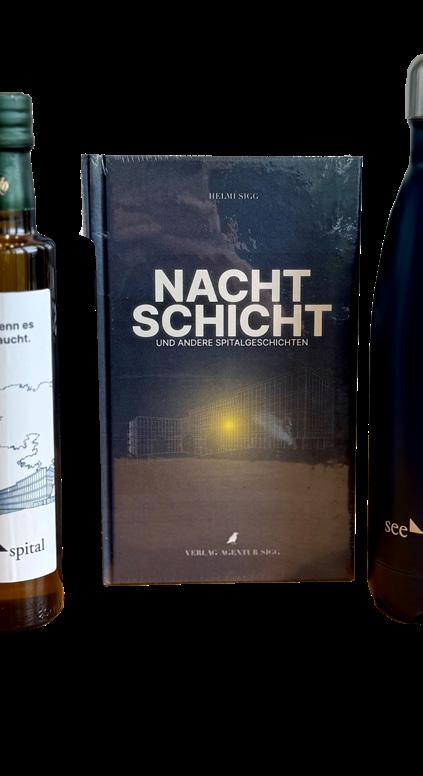 HELMI SIGG
NACHT
SCHICHT
UND ANDERE SPITALGESCHICHTEN
VERLAG AGENTUR SIGG
enn es
aucht.
spital
see